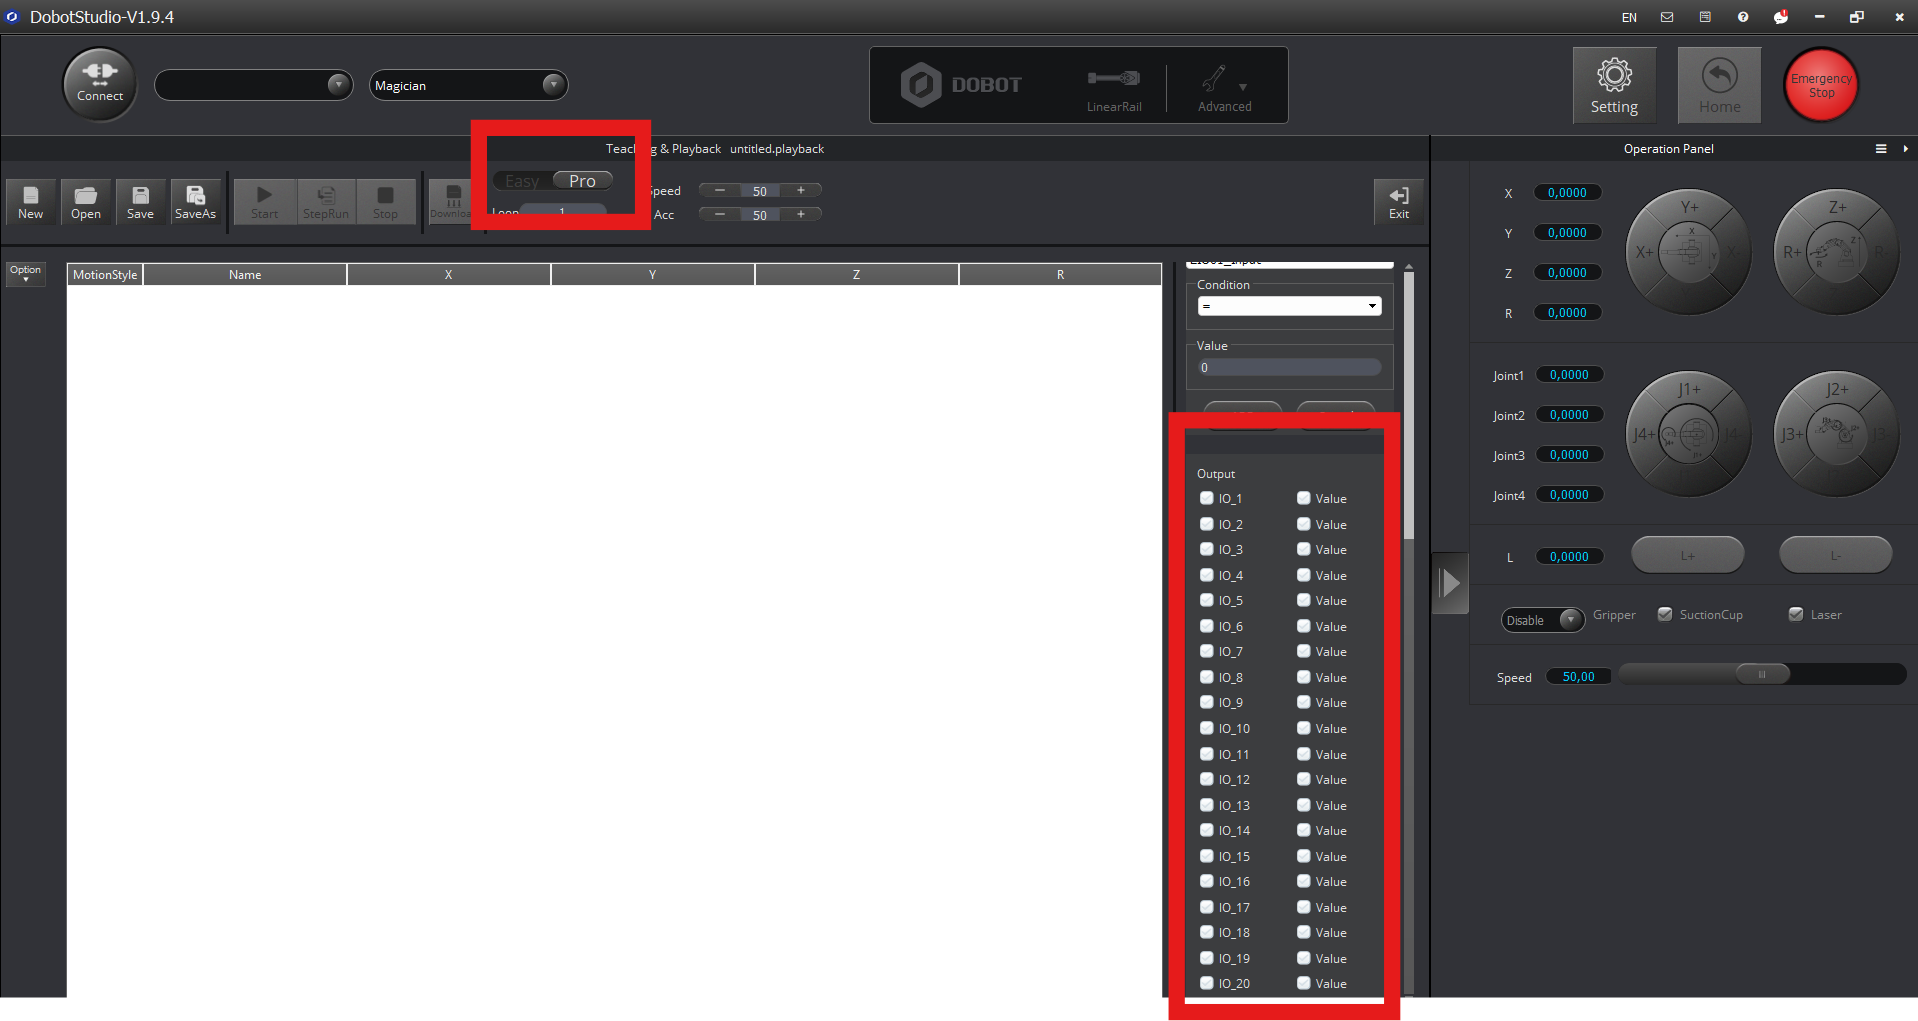 DobotStudio-V1.9.4
EN
Connect
Magician
DOBOT
LinearRail
Advanced
Setting
Home
Emergency
Stop
Teaching & Playback untitled.playback
Operation Panel
New
Open
Save
SaveAs
Start
StepRun
Stop
Download
Easy
Pro
Loop
1
Speed
50
Acc
50
Exit
Option
MotionStyle
Name
X
Y
Z
R
EIO01_Input
Condition
=
Value
0
Output
IO_1 Value
IO_2 Value
IO_3 Value
IO_4 Value
IO_5 Value
IO_6 Value
IO_7 Value
IO_8 Value
IO_9 Value
IO_10 Value
IO_11 Value
IO_12 Value
IO_13 Value
IO_14 Value
IO_15 Value
IO_16 Value
IO_17 Value
IO_18 Value
IO_19 Value
IO_20 Value
X 0,0000
Y 0,0000
Z 0,0000
R 0,0000
Y+
X+
X-
Z+
R+
R-
Joint1 0,0000
Joint2 0,0000
Joint3 0,0000
Joint4 0,0000
J1+
J4+
J4-
J2+
J3+
J3-
L 0,0000
L+
L-
Disable
Gripper
SuctionCup
Laser
Speed 50,00